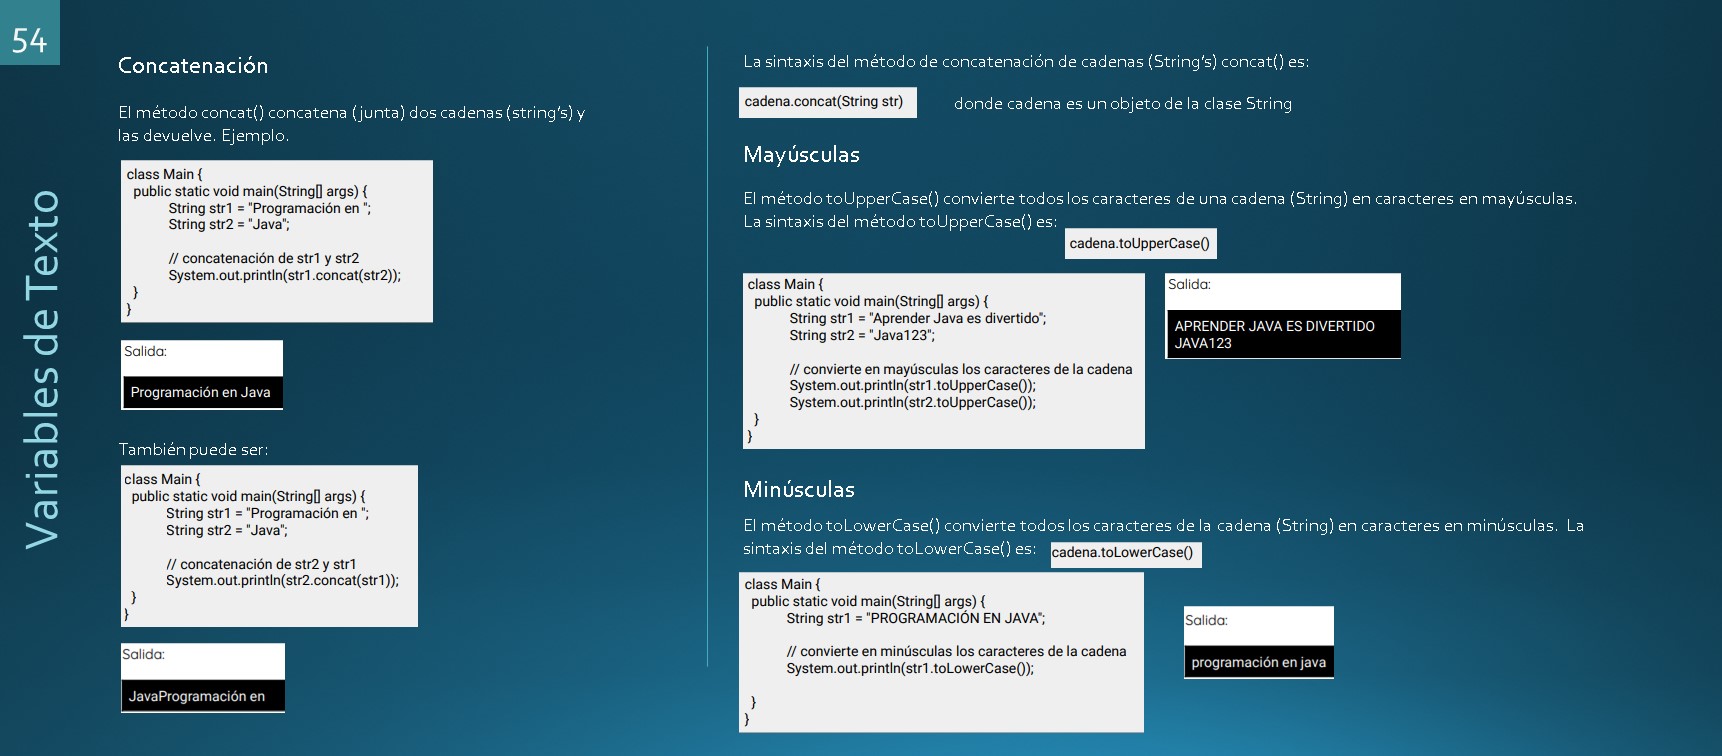 54
Variables de Texto
Concatenación
El método concat() concatena (junta) dos cadenas (string's) y
las devuelve. Ejemplo.
class Main {
public static void main(String[] args) {
String str1 = "Programación en ";
String str2 = "Java";
// concatenación de str1 y str2
System.out.println(str1.concat(str2));
}
}
Salida:
Programación en Java
También puede ser:
class Main {
public static void main(String[] args) {
String str1 = "Programación en ";
String str2 = "Java";
// concatenación de str2 y str1
System.out.println(str2.concat(str1));
}
}
Salida:
JavaProgramación en
La sintaxis del método de concatenación de cadenas (String's) concat() es:
cadena.concat(String str)
donde cadena es un objeto de la clase String
Mayúsculas
El método toUpperCase() convierte todos los caracteres de una cadena (String) en caracteres en mayúsculas.
La sintaxis del método toUpperCase() es:
cadena.toUpperCase()
class Main {
public static void main(String[] args) {
String str1 = "Aprender Java es divertido";
String str2 = "Java123";
// convierte en mayúsculas los caracteres de la cadena
System.out.println(str1.toUpperCase());
System.out.println(str2.toUpperCase());
}
}
Salida:
APRENDER JAVA ES DIVERTIDO
JAVA123
Minúsculas
El método toLowerCase() convierte todos los caracteres de la cadena (String) en caracteres en minúsculas. La
sintaxis del método toLowerCase() es:
cadena.toLowerCase()
class Main {
public static void main(String[] args) {
String str1 = "PROGRAMACIÓN EN JAVA";
// convierte en minúsculas los caracteres de la cadena
System.out.println(str1.toLowerCase());
}
}
Salida:
programación en java